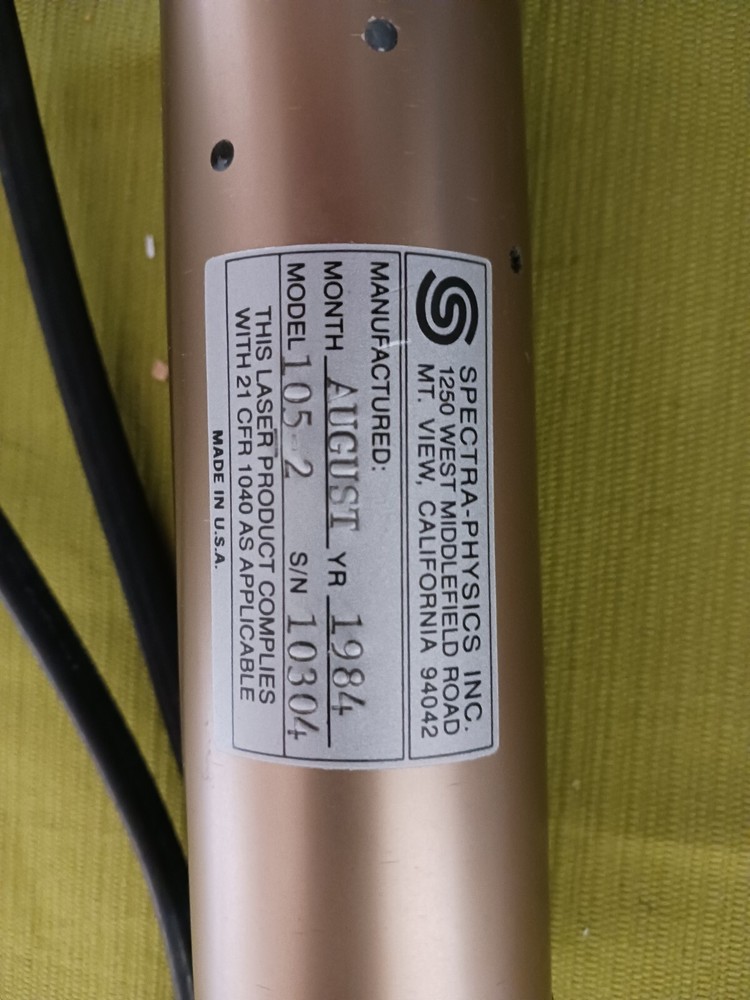 SPECTRA-PHYSICS INC.
1250 WEST MIDDLEFIELD ROAD
MT. VIEW, CALIFORNIA 94042
MANUFACTURED:
MONTH AUGUST YR 1984
MODEL 105-2 S/N 10304
THIS LASER PRODUCT COMPLIES
WITH 21 CFR 1040 AS APPLICABLE
MADE IN U.S.A.